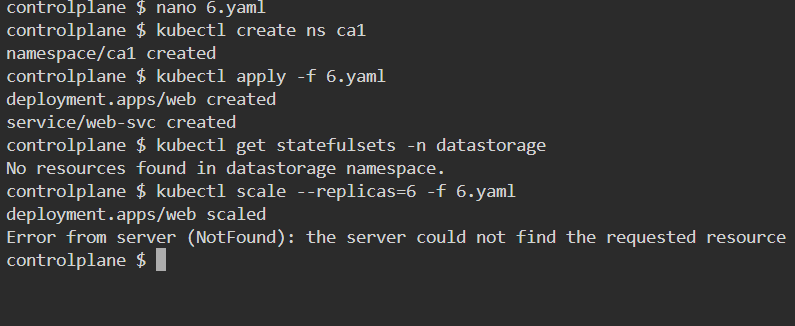 controlplane $ nano 6.yaml
controlplane $ kubectl create ns ca1
namespace/ca1 created
controlplane $ kubectl apply -f 6.yaml
deployment.apps/web created
service/web-svc created
controlplane $ kubectl get statefulsets -n datastorage
No resources found in datastorage namespace.
controlplane $ kubectl scale --replicas=6 -f 6.yaml
deployment.apps/web scaled
Error from server (NotFound): the server could not find the requested resource
controlplane $